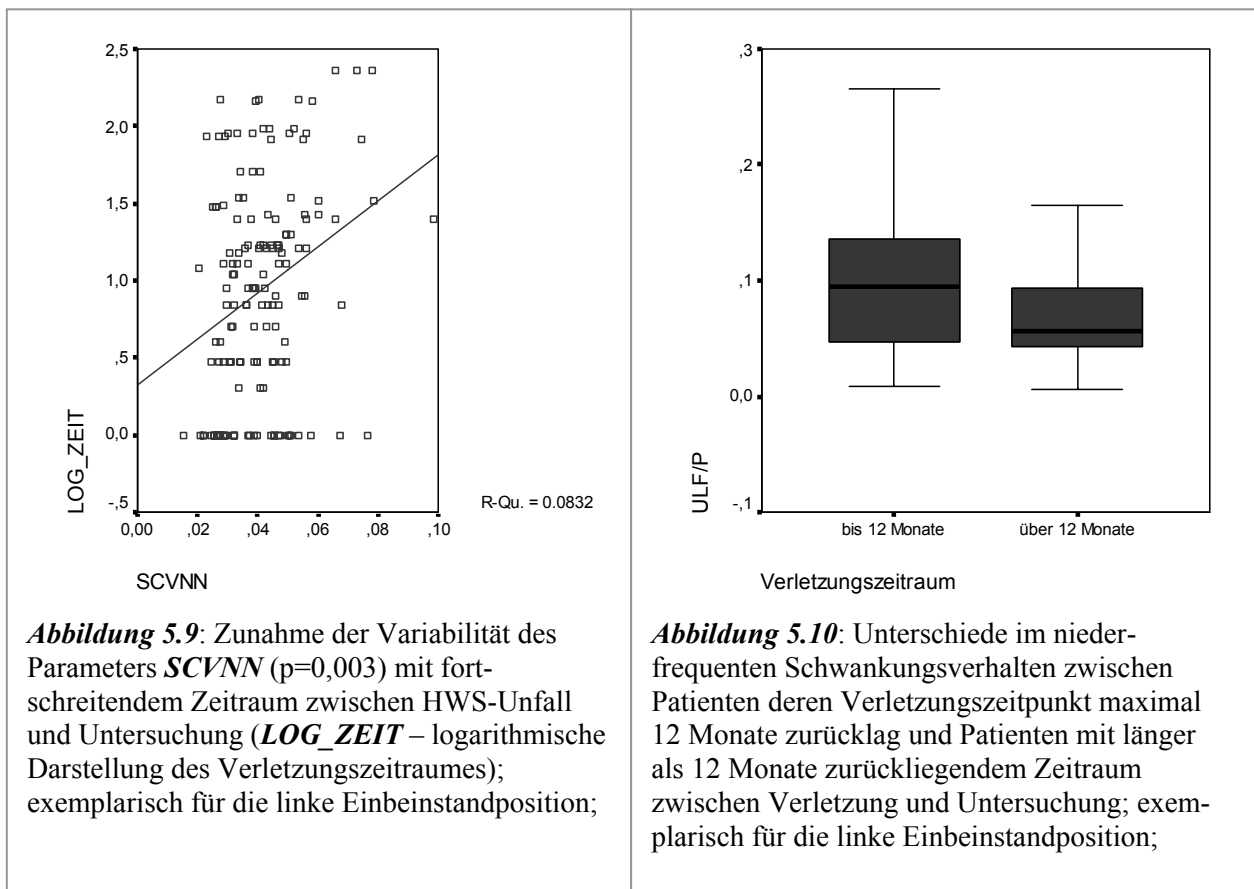 2,5
2,0
1,5
1,0
,5
0,0
-,5
LOG_ZEIT
0,00 ,02 ,04 ,06 ,08 ,10
R-Qu. = 0.0832
SCVNN
Abbildung 5.9: Zunahme der Variabilität des
Parameters SCVNN (p=0,003) mit fort-
schreitendem Zeitraum zwischen HWS-Unfall
und Untersuchung (LOG_ZEIT – logarithmische
Darstellung des Verletzungszeitraumes);
exemplarisch für die linke Einbeinstandposition;
,3
,2
,1
0,0
-,1
ULF/P
bis 12 Monate über 12 Monate
Verletzungszeitraum
Abbildung 5.10: Unterschiede im nieder-
frequenten Schwankungsverhalten zwischen
Patienten deren Verletzungszeitpunkt maximal
12 Monate zurücklag und Patienten mit länger
als 12 Monate zurückliegendem Zeitraum
zwischen Verletzung und Untersuchung; exem-
plarisch für die linke Einbeinstandposition;